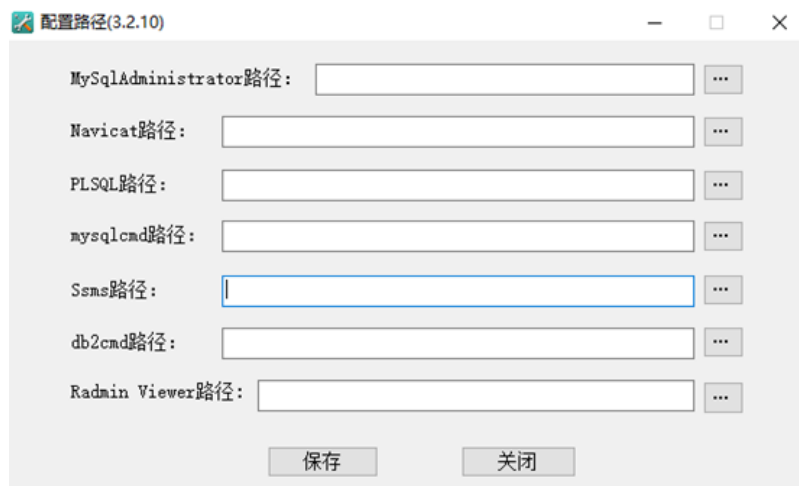 配置路径(3.2.10)
MySqlAdministrator路径：
...
Navicat路径：
...
PLSQL路径：
...
mysqlcmd路径：
...
Ssms路径：
...
db2cmd路径：
...
Radmin Viewer路径：
...
保存 关闭